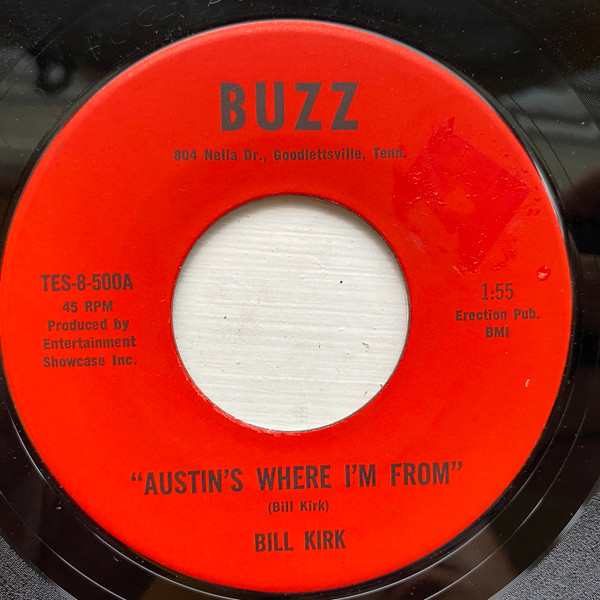 BUZZ
804 Nella Dr., Goodlettsville, Tenn.
TES-8-500A
45 RPM
Produced by
Entertainment
Showcase Inc.
1:55
Erection Pub.
BMI
"AUSTIN'S WHERE I'M FROM"
(Bill Kirk)
BILL KIRK